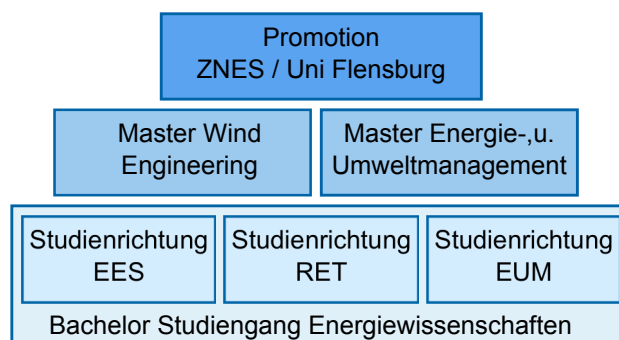 Promotion
ZNES / Uni Flensburg
Master Wind
Engineering
Master Energie-,u.
Umweltmanagement
Studienrichtung
EES
Studienrichtung
RET
Studienrichtung
EUM
Bachelor Studiengang Energiewissenschaften